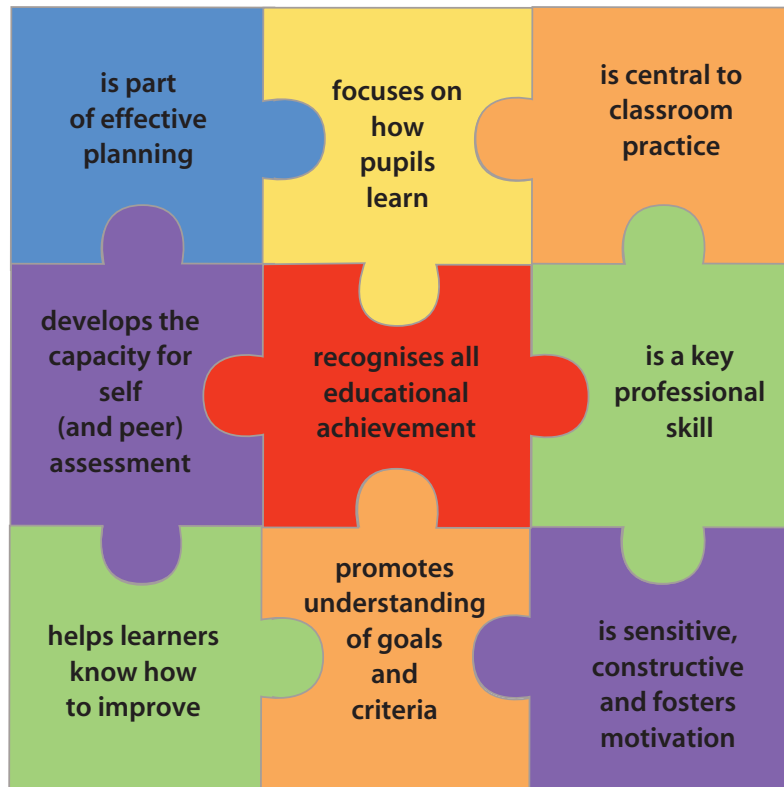 is part
of effective
planning
focuses on
how
pupils
learn
is central to
classroom
practice
develops the
capacity for
self
(and peer)
assessment
recognises all
educational
achievement
is a key
professional
skill
helps learners
know how
to improve
promotes
understanding
of goals
and
criteria
is sensitive,
constructive
and fosters
motivation